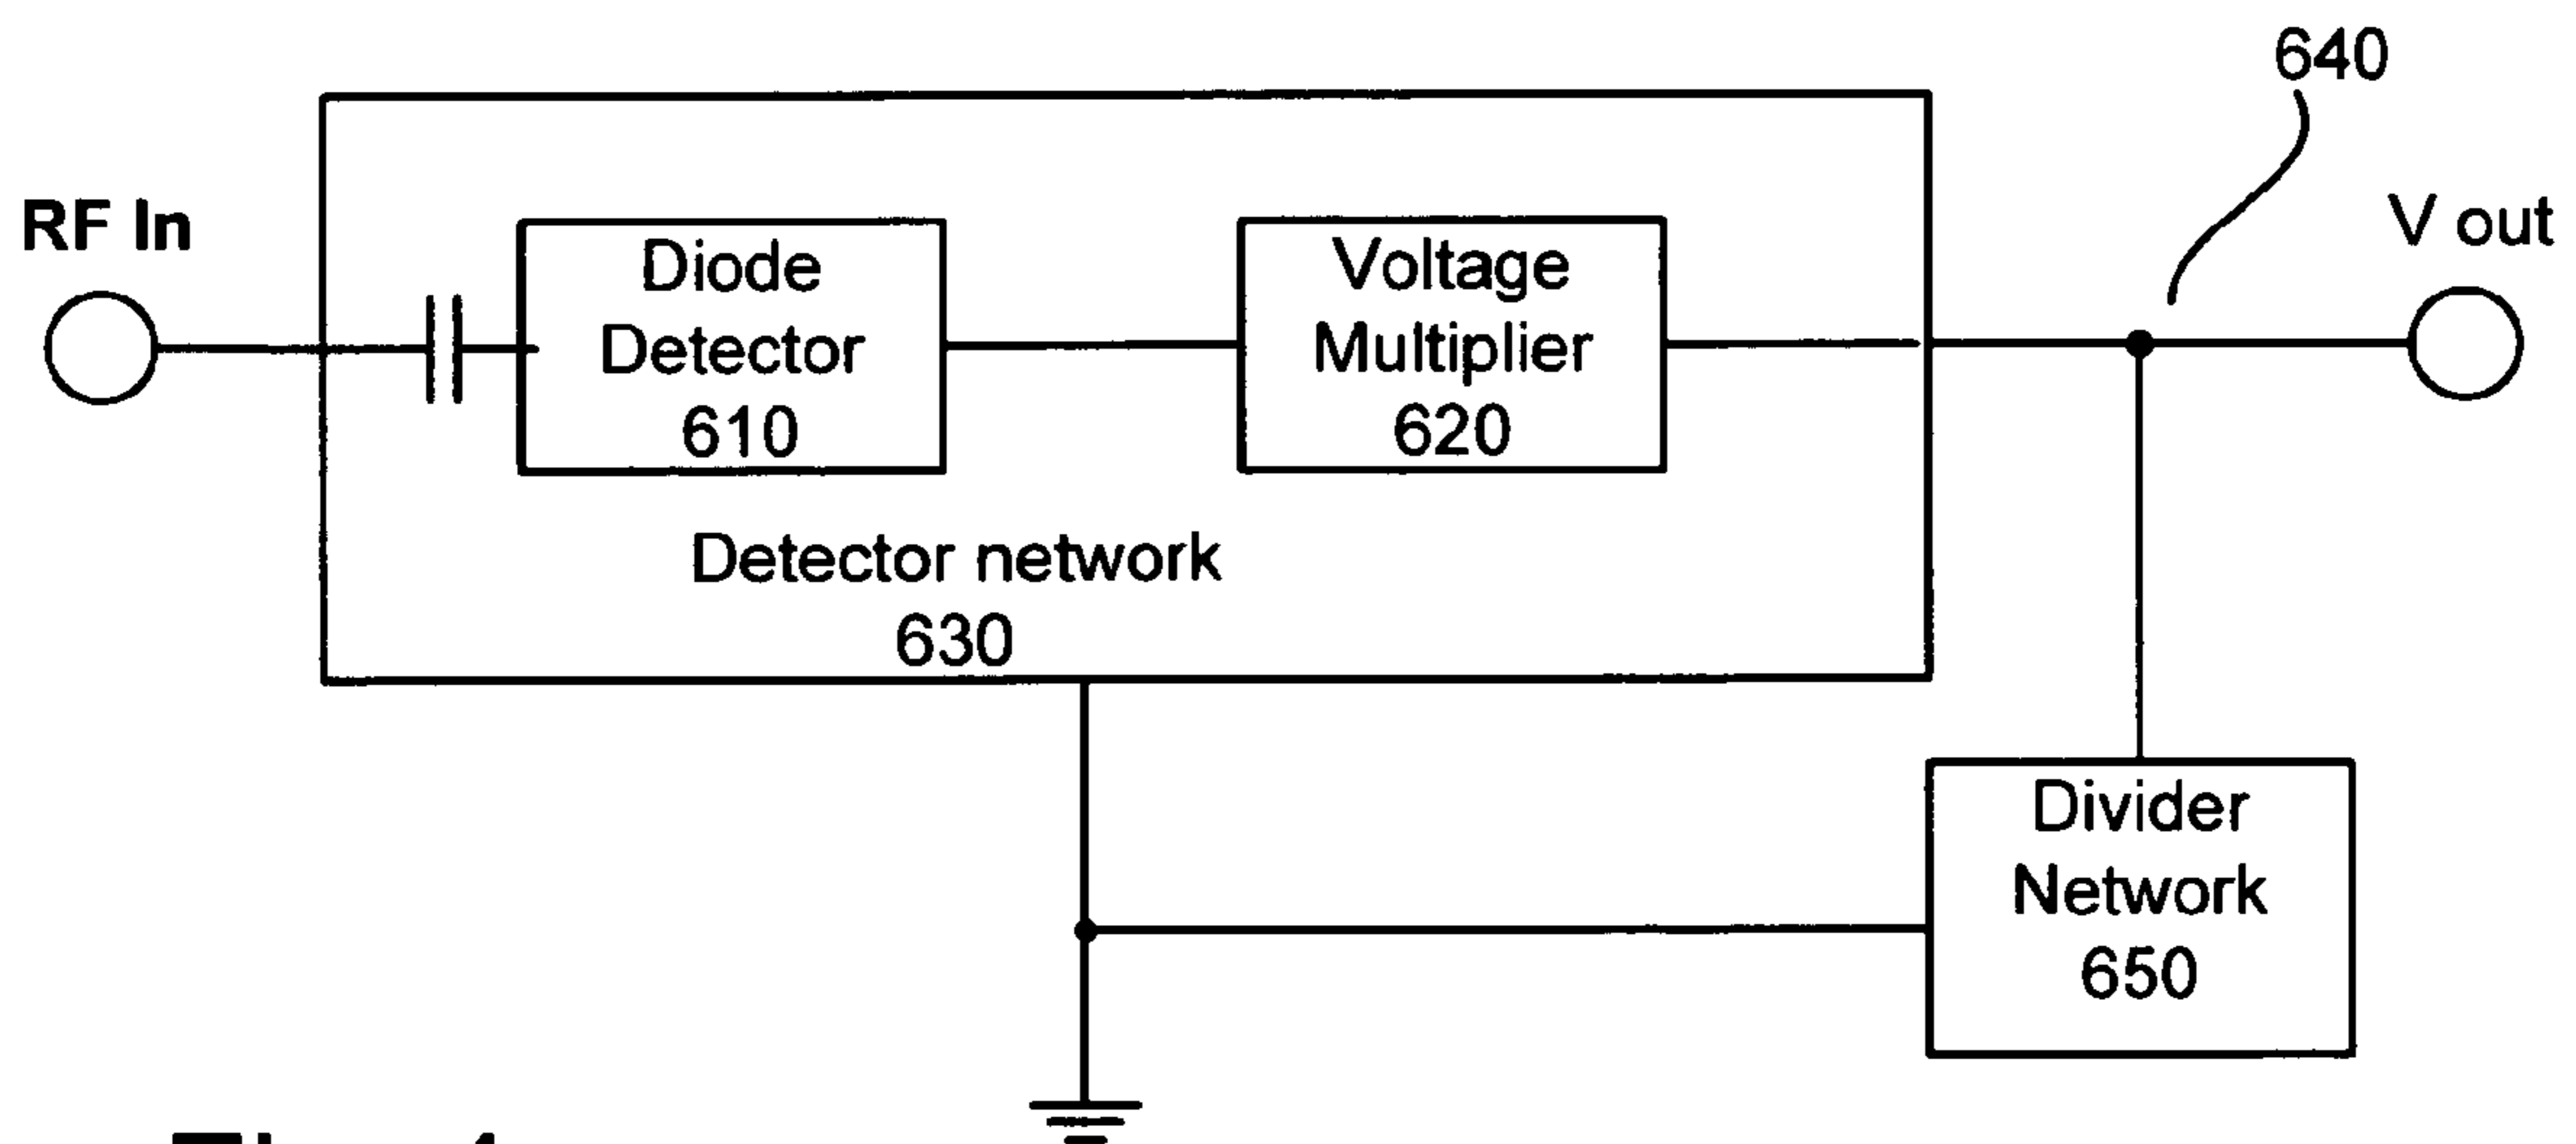 640
RF In
V out
Diode
Detector
610
Voltage
Multiplier
620
Detector network
630
Divider
Network
650